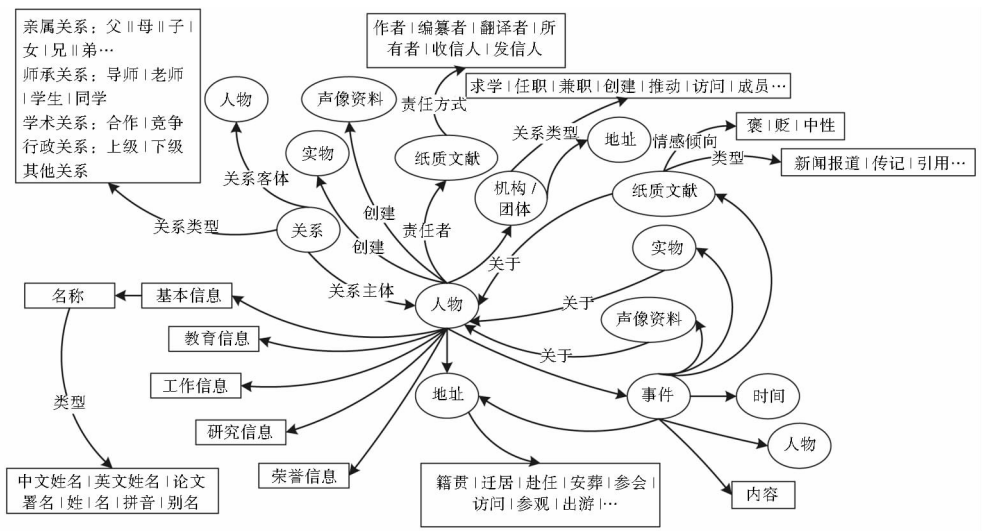 亲属关系：父‖母‖子|
女|兄‖弟…
师承关系：导师|老师
|学生|同学
学术关系：合作|竞争
行政关系：上级|下级
其他关系
作者|编纂者|翻译者|所
有者|收信人|发信人
求学|任职|兼职|创建|推动|访问|成员…
褒|贬|中性
新闻报道|传记|引用…
人物
声像资料
责任方式
关系类型
地址
情感倾向
类型
实物
纸质文献
机构/
团体
纸质文献
关系客体
关系类型
关系
创建
创建
责任者
关于
实物
关系主体
人物
关于
声像资料
关于
名称
基本信息
教育信息
工作信息
研究信息
荣誉信息
类型
地址
事件
时间
人物
内容
中文姓名|英文姓名|论文
署名|姓|名|拼音|别名
籍贯|迁居|赴任|安葬|参会|
访问|参观|出游|…